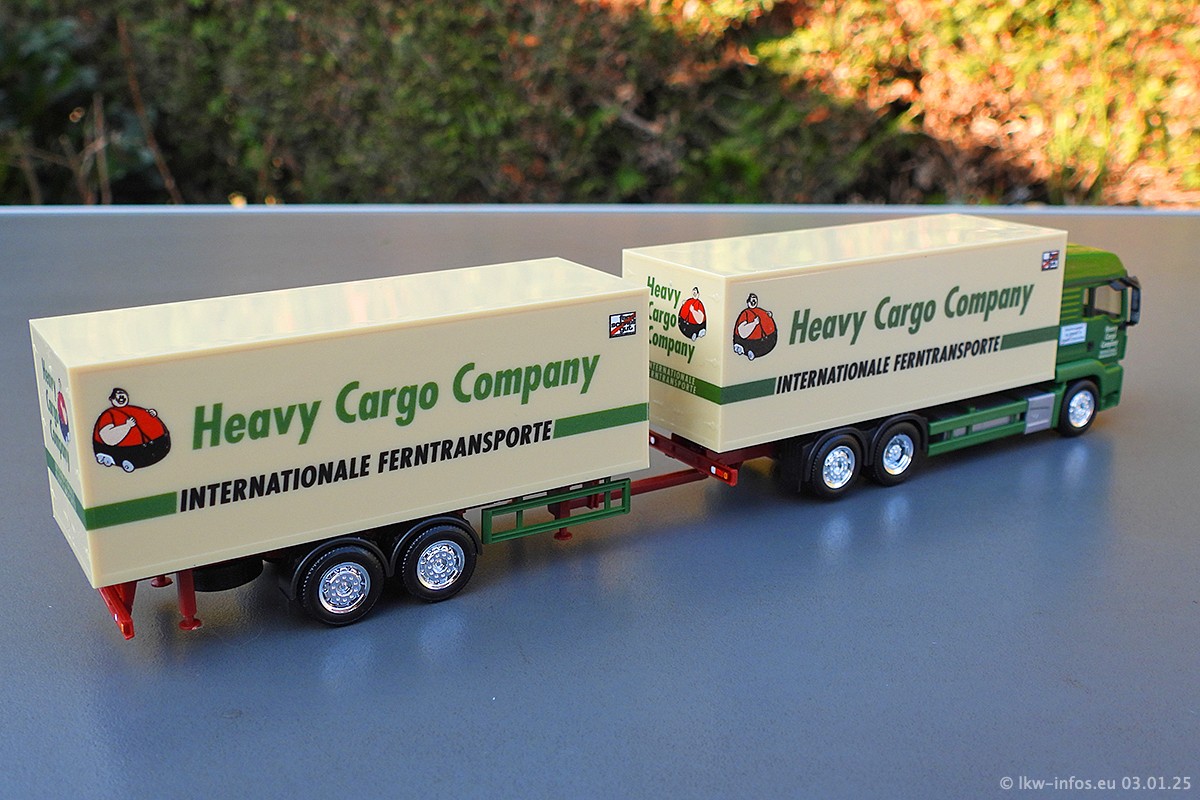 Heavy Cargo Company
INTERNATIONALE FERNTRANSPORTE
Heavy
Cargo
Company
INTERNATIONALE
FERNTRANSPORTE
Heavy Cargo Company
INTERNATIONALE FERNTRANSPORTE
© lkw-infos.eu 03.01.25